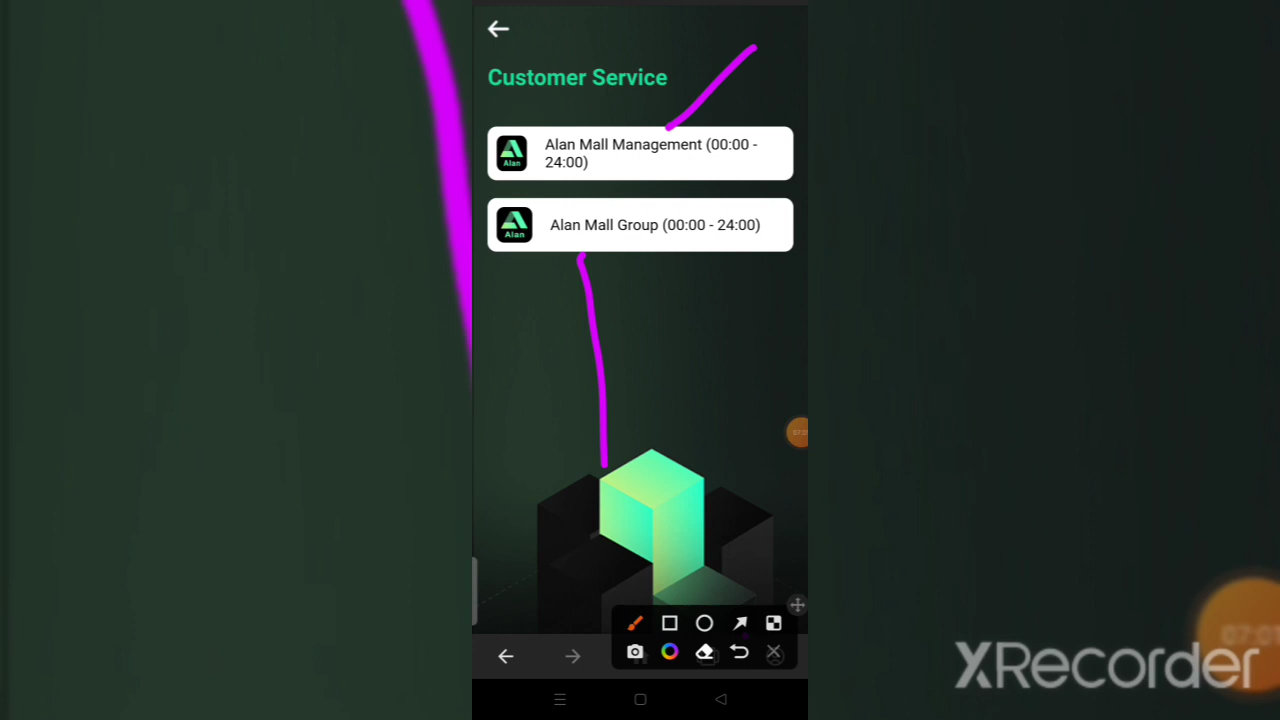 Customer Service
Alan Mall Management (00:00 -
24:00)
Alan
Alan Mall Group (00:00 - 24:00)
Alan
XRecorder